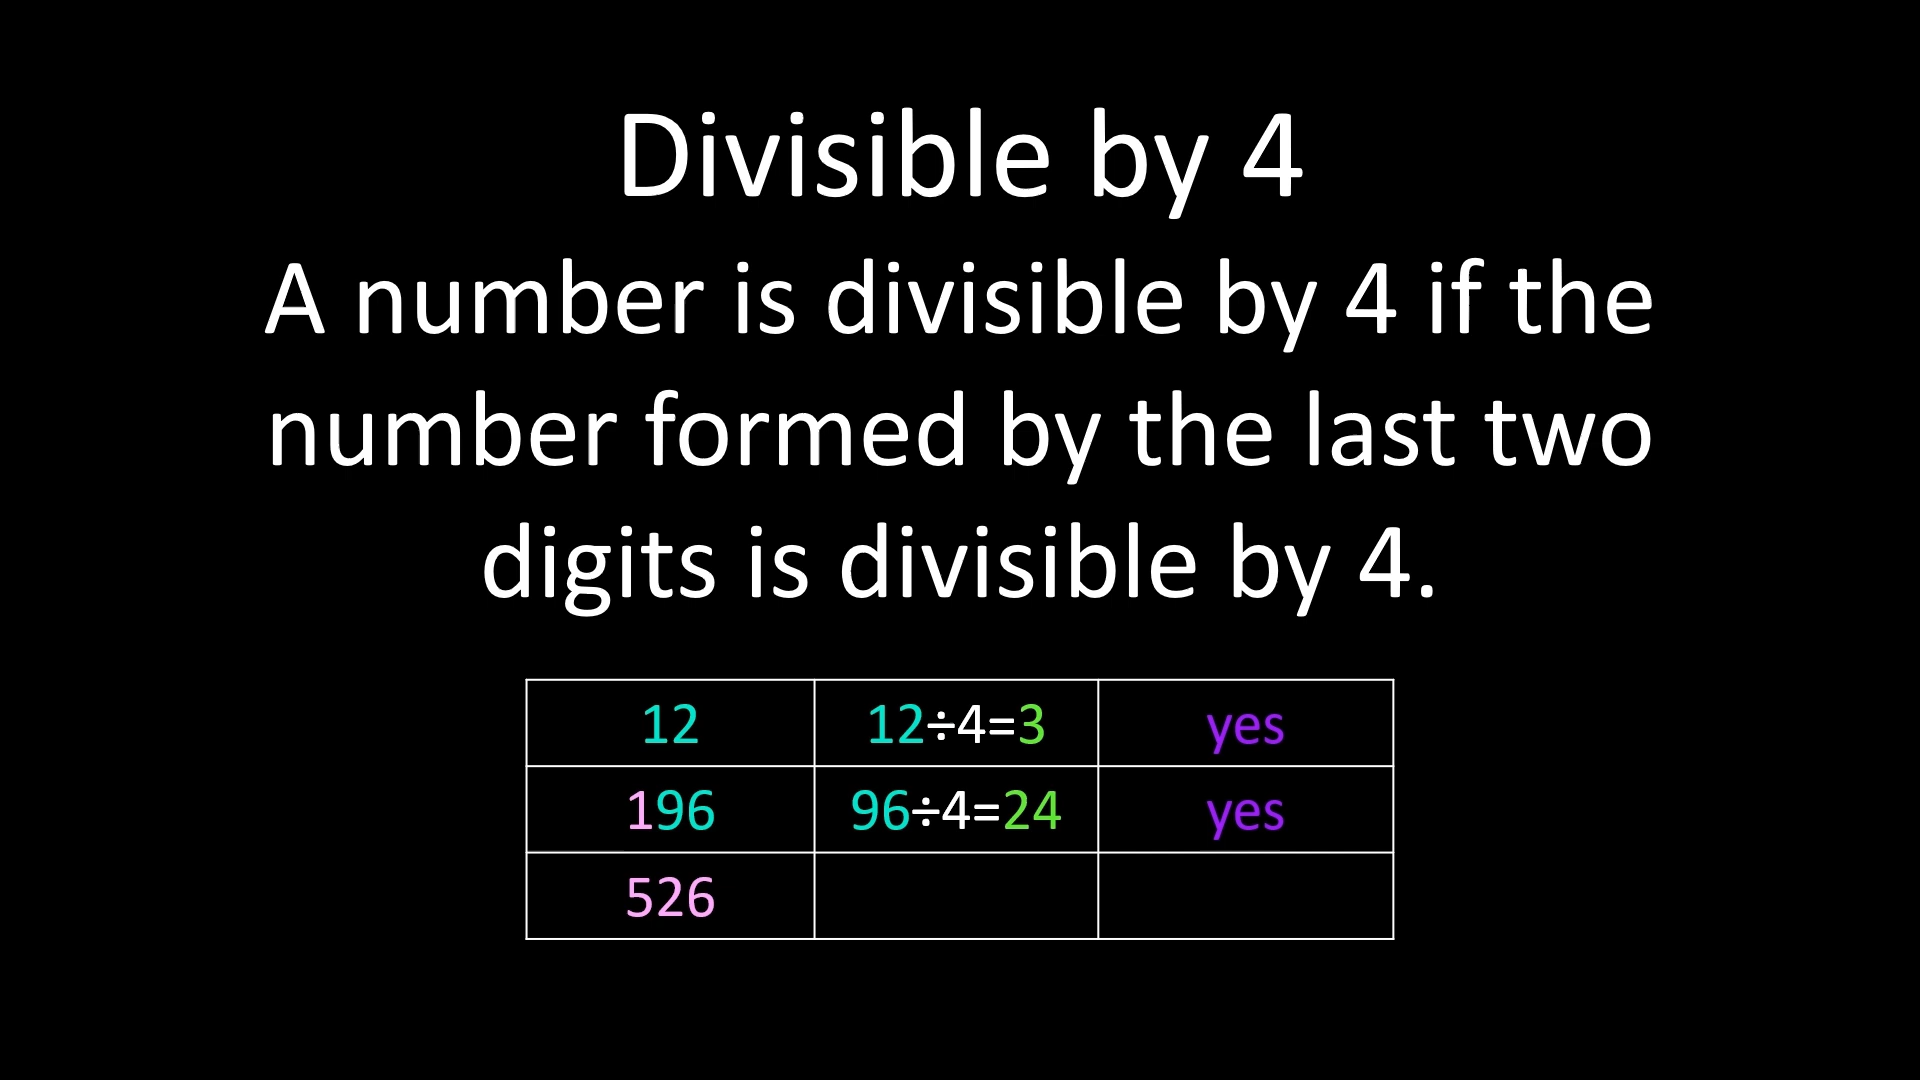 Divisible by 4
A number is divisible by 4 if the
number formed by the last two
digits is divisible by 4.
12 12÷4=3 yes
196 96÷4=24 yes
526